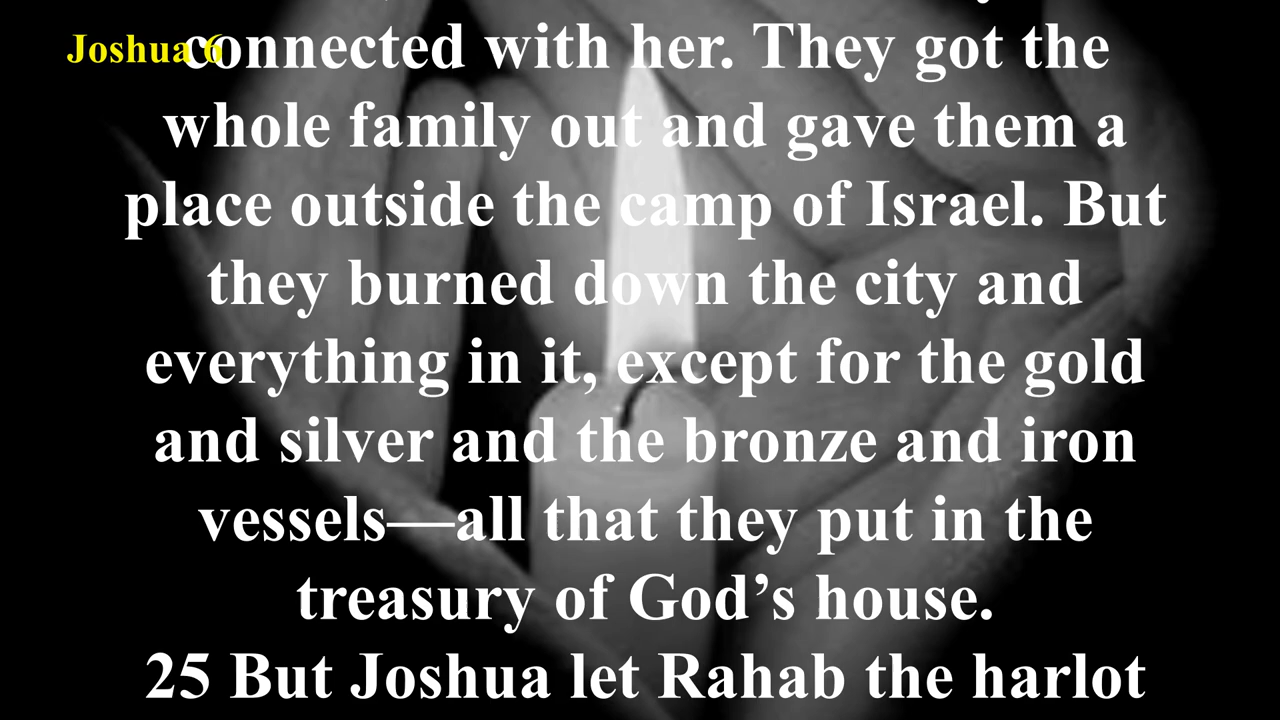 Joshua 6
connected with her. They got the
whole family out and gave them a
place outside the camp of Israel. But
they burned down the city and
everything in it, except for the gold
and silver and the bronze and iron
vessels—all that they put in the
treasury of God’s house.
25 But Joshua let Rahab the harlot